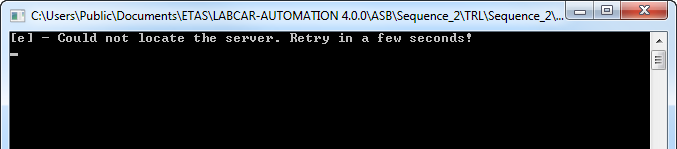 C:\Users\Public\Documents\ETAS\LABCAR-AUTOMATION 4.0.0\ASB\Sequence_2\TRL\Sequence_2\...
[e] - Could not locate the server. Retry in a few seconds!